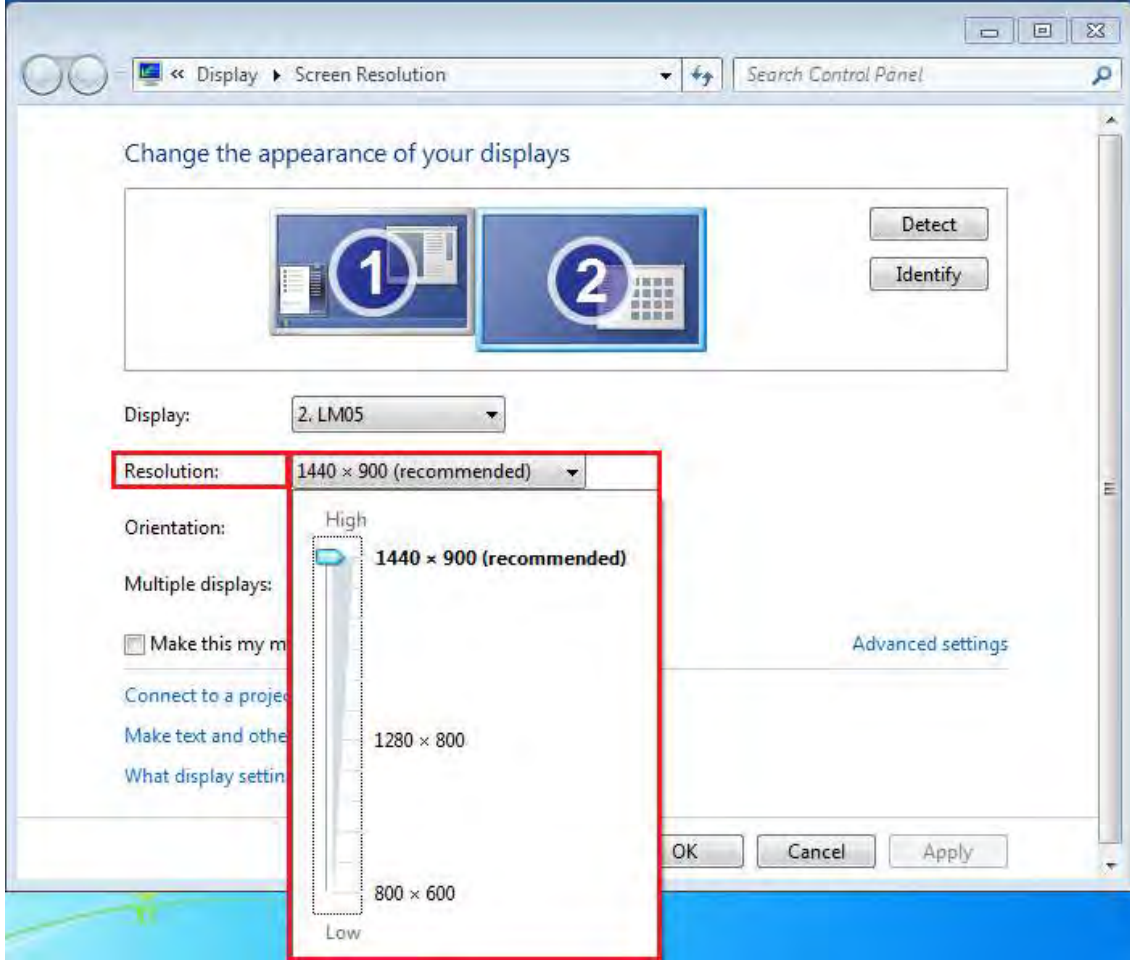 « Display ▸ Screen Resolution
Search Control Panel
Change the appearance of your displays
1
2
Detect
Identify
Display:
2. LM05
Resolution:
1440 × 900 (recommended)
Orientation:
High
1440 × 900 (recommended)
Multiple displays:
Make this my m
Advanced settings
Connect to a projec
Make text and othe
1280 × 800
What display settin
OK
Cancel
Apply
800 × 600
Low